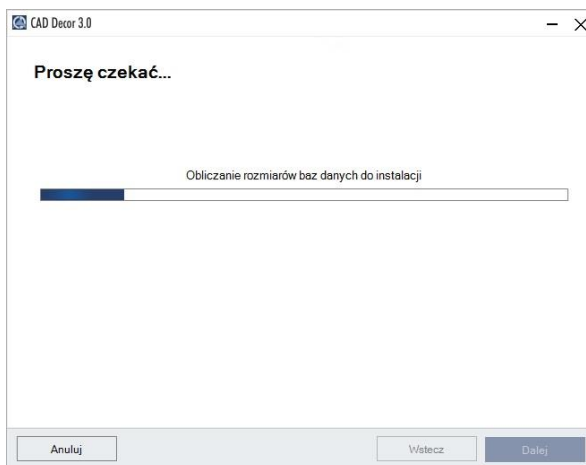 CAD Decor 3.0
Proszę czekać...
Obliczanie rozmiarów baz danych do instalacji
Anuluj
Wstecz
Dalej